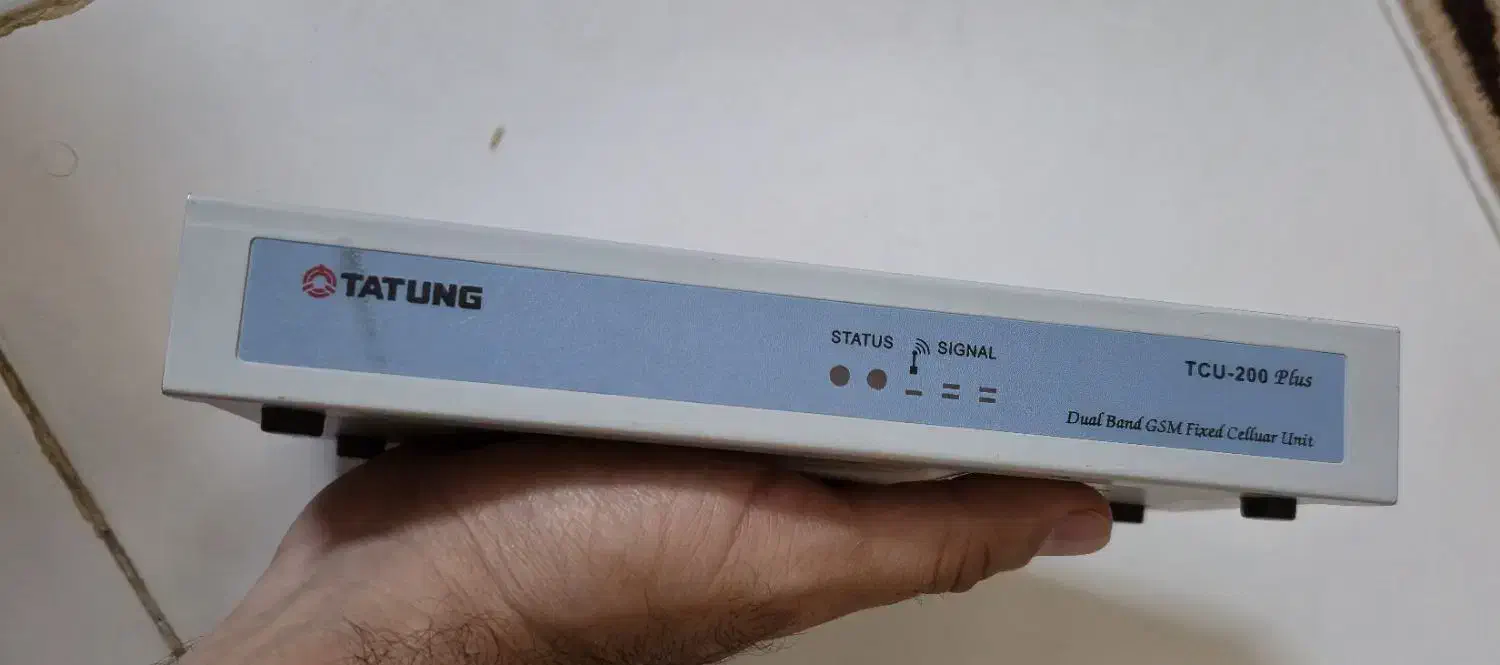 TATUNG
STATUS SIGNAL
TCU-200 Plus
Dual Band GSM Fixed Celluar Unit